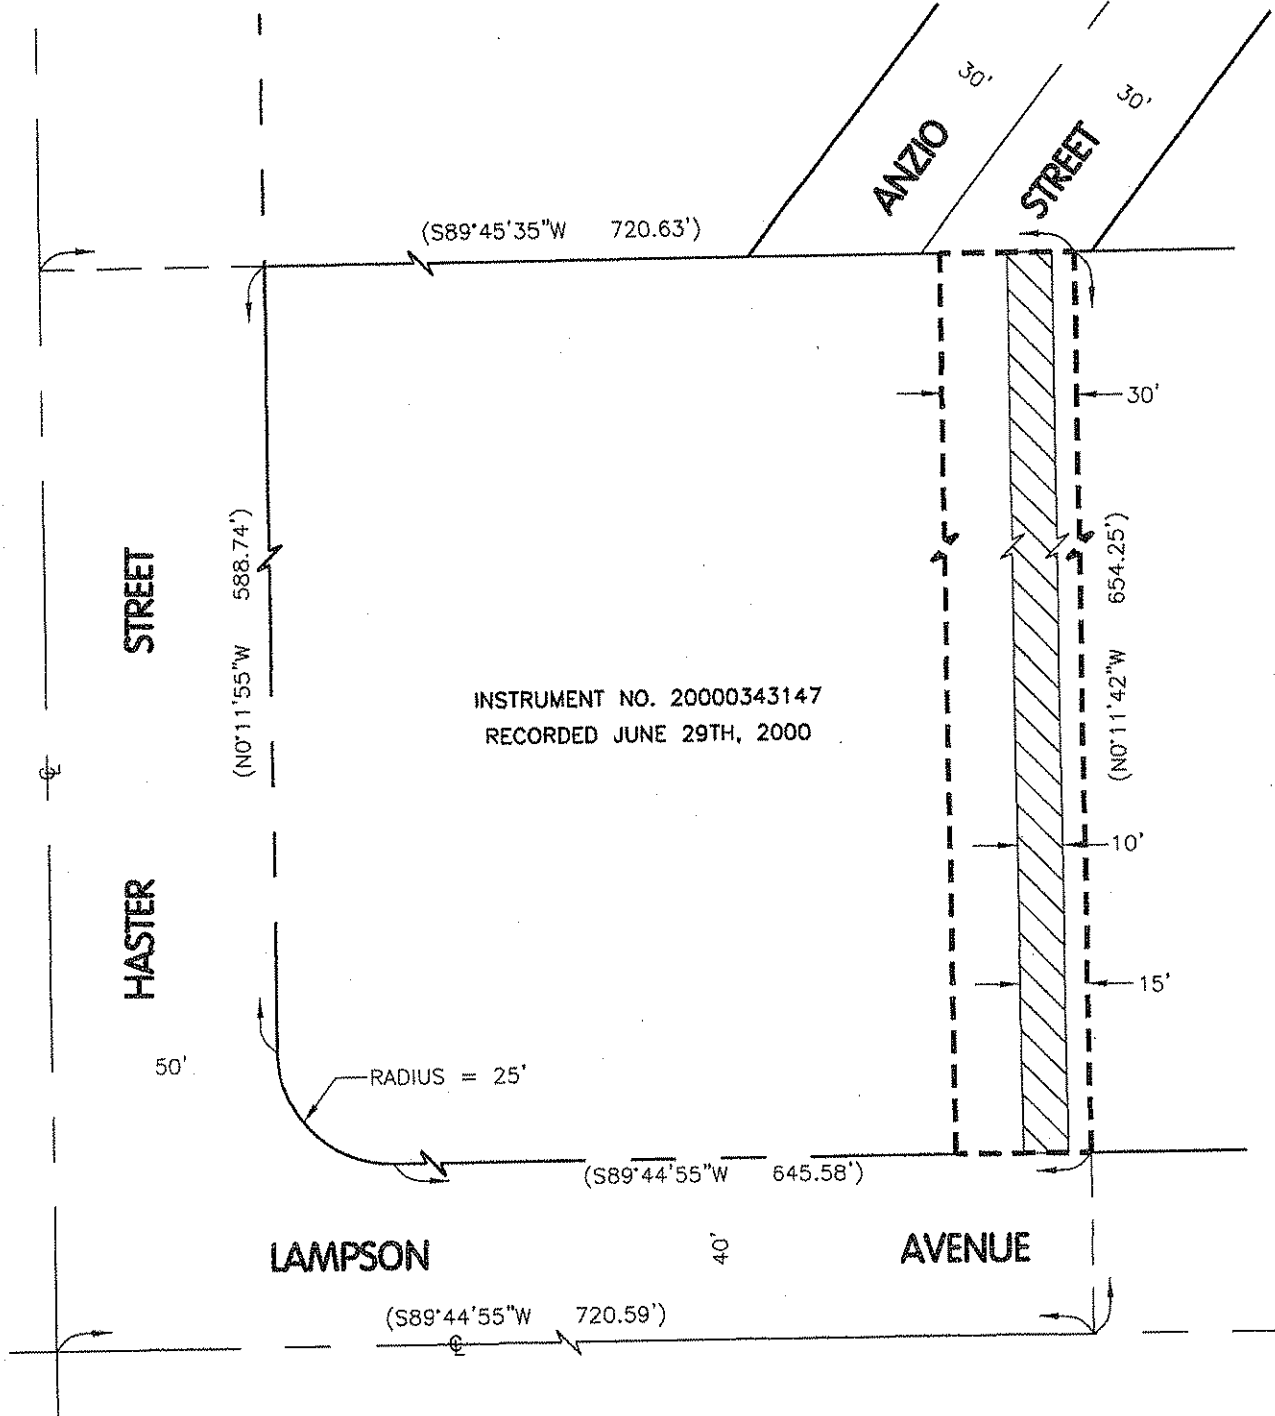 30'
30'
ANZIO
STREET
(S89°45'35"W 720.63')
30'
(N0°11'55"W 588.74')
(N0°11'42"W 654.25')
STREET
INSTRUMENT NO. 20000343147
RECORDED JUNE 29TH, 2000
℄
10'
HASTER
15'
50'
RADIUS = 25'
(S89°44'55"W 645.58')
LAMPSON
40'
AVENUE
(S89°44'55"W 720.59')
℄